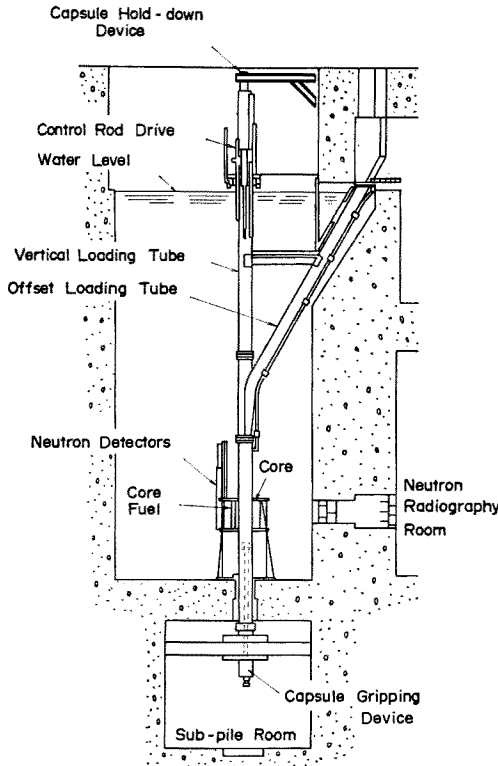 Capsule Hold-down
Device
Control Rod Drive
Water Level
Vertical Loading Tube
Offset Loading Tube
Neutron Detectors
Core
Core
Fuel
Neutron
Radiography
Room
Capsule Gripping
Device
Sub-pile Room